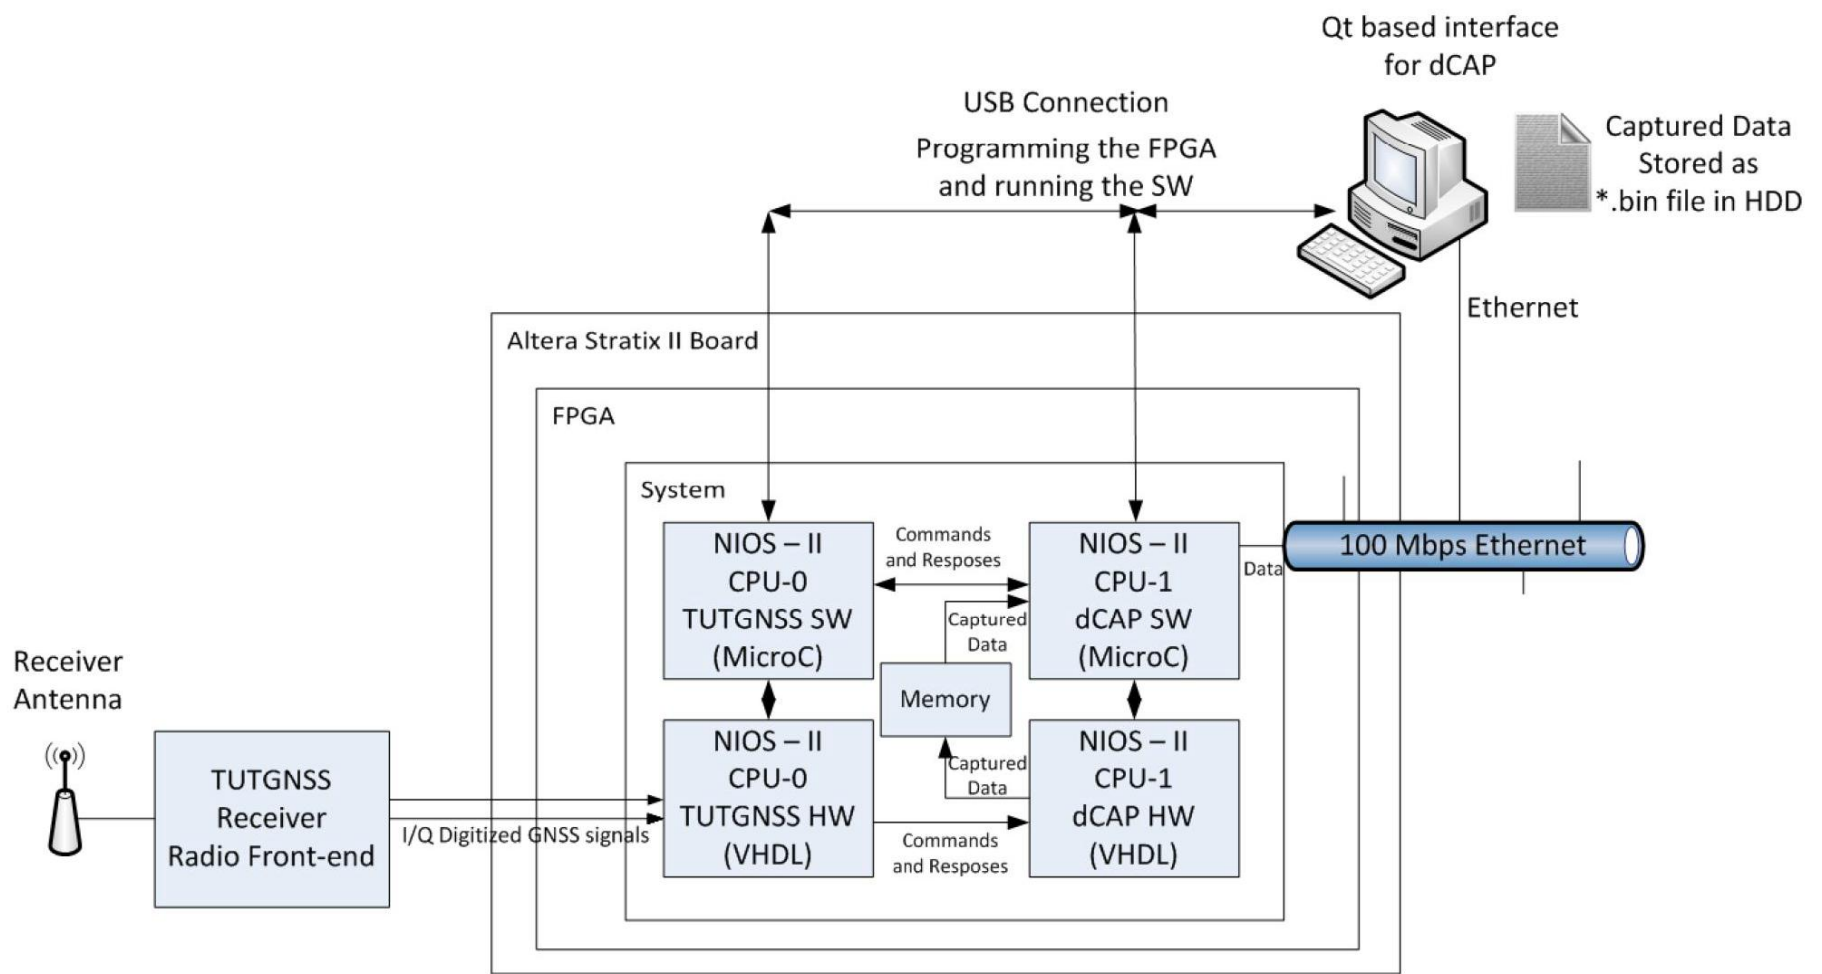 Qt based interface
for dCAP
USB Connection
Programming the FPGA
and running the SW
Captured Data
Stored as
*.bin file in HDD
Ethernet
Altera Stratix II Board
FPGA
System
NIOS – II
CPU-0
TUTGNSS SW
(MicroC)
Commands
and Resposes
NIOS – II
CPU-1
dCAP SW
(MicroC)
Data
100 Mbps Ethernet
Captured
Data
Memory
Receiver
Antenna
TUTGNSS
Receiver
Radio Front-end
I/Q Digitized GNSS signals
NIOS – II
CPU-0
TUTGNSS HW
(VHDL)
Captured
Data
Commands
and Resposes
NIOS – II
CPU-1
dCAP HW
(VHDL)